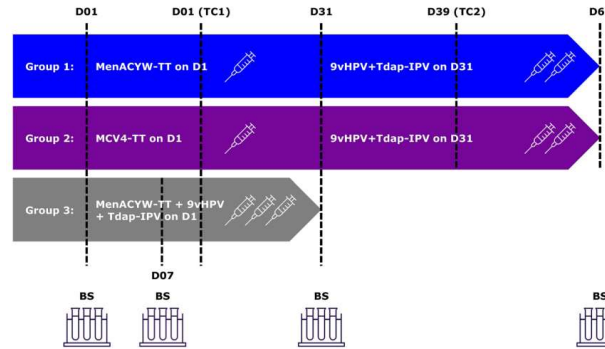 D01 D01 (TC1) D31 D39 (TC2) D6
Group 1: MenACYW-TT on D1 9vHPV+Tdap-IPV on D31
Group 2: MCV4-TT on D1 9vHPV+Tdap-IPV on D31
Group 3: MenACYW-TT + 9vHPV
+ Tdap-IPV on D1
D07
BS BS BS BS